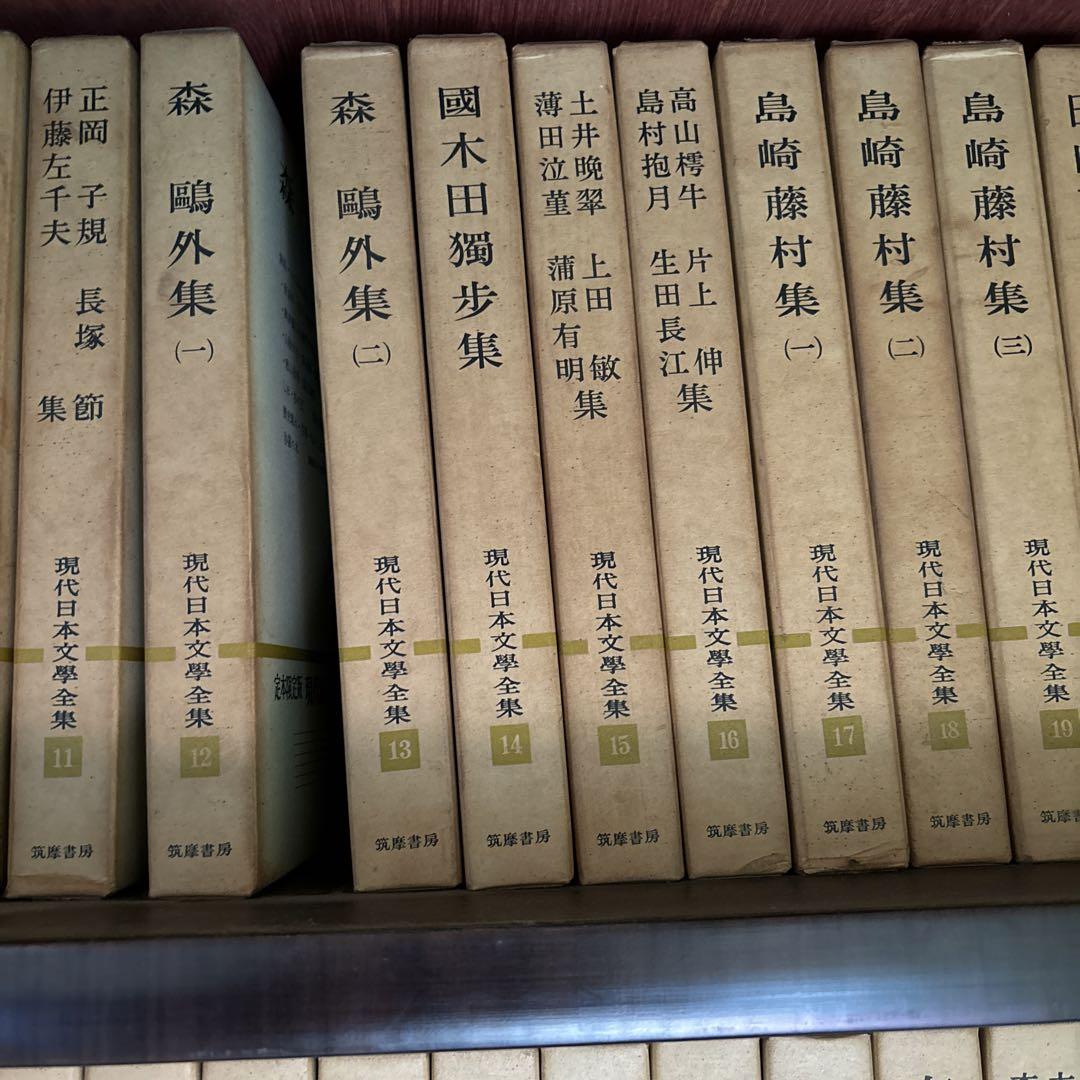 正岡子規 長塚節
伊藤左千夫 集
現代日本文學全集
11
筑摩書房
森鷗外集
(一)
現代日本文學全集
12
筑摩書房
森
定本限定版 現
森鷗外集
(二)
現代日本文學全集
13
筑摩書房
國木田獨步集
現代日本文學全集
14
筑摩書房
土井晩翠 上田敏
薄田泣菫 蒲原有明
集
現代日本文學全集
15
筑摩書房
高山樗牛 片上伸
島村抱月 生田長江
集
現代日本文學全集
16
筑摩書房
島崎藤村集
(一)
現代日本文學全集
17
筑摩書房
島崎藤村集
(二)
現代日本文學全集
18
筑摩書房
島崎藤村集
(三)
現代日本文學全集
19
筑摩書房